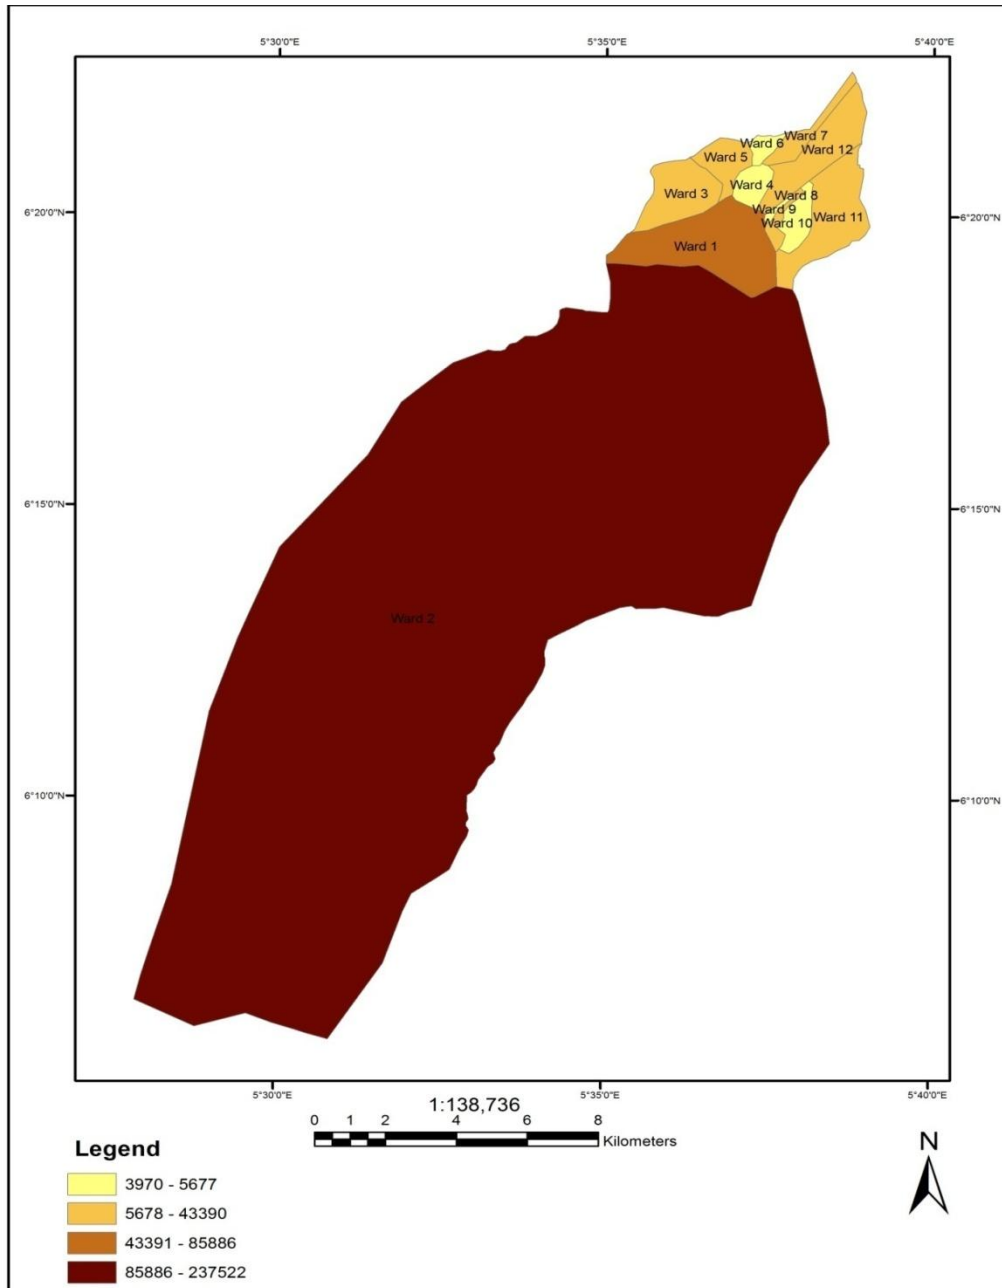 5°30'0"E 5°35'0"E 5°40'0"E
Ward 7
Ward 6
Ward 12
Ward 5
Ward 4
Ward 3
Ward 8
6°20'0"N
Ward 9
6°20'0"N
Ward 11
Ward 10
Ward 1
6°15'0"N
6°15'0"N
Ward 2
6°10'0"N
6°10'0"N
5°30'0"E 5°35'0"E 5°40'0"E
1:138,736
0 1 2 4 6 8
Kilometers
Legend
N
3970 - 5677
5678 - 43390
43391 - 85886
85886 - 237522